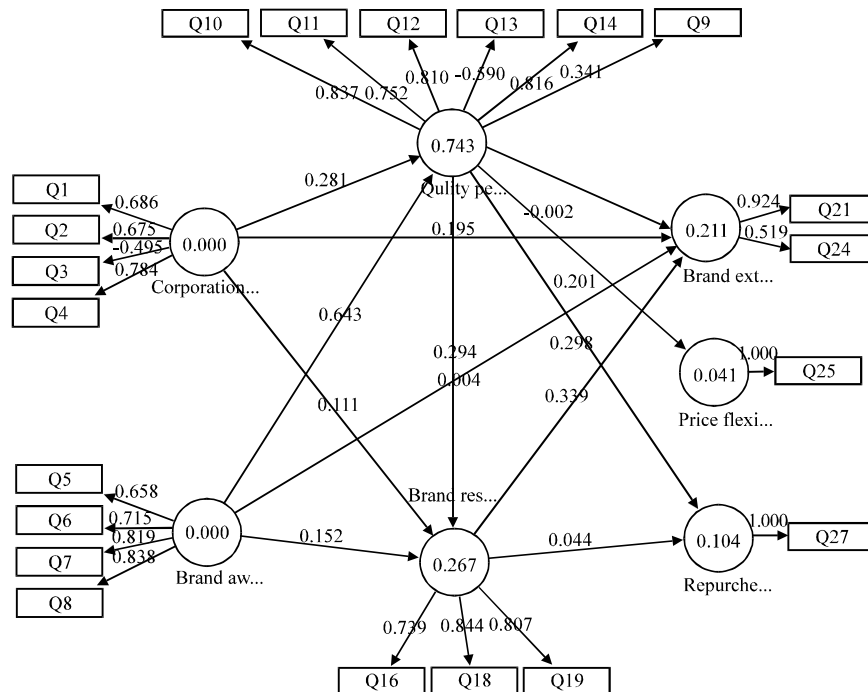 Q10 Q11 Q12 Q13 Q14 Q9
0.837 0.752 0.810 -0.590 0.816 0.341
0.743
Qulity pe...
Q1
Q2
Q3
Q4
0.686
0.675
-0.495
0.784
0.000
Corporation...
0.281
0.195
-0.002
0.924
0.519
Q21
Q24
0.211
Brand ext...
0.201
0.643
0.294
0.004
0.298
0.339
0.111
1.000
Q25
0.041
Price flexi...
Q5
Q6
Q7
Q8
0.658
0.715
0.819
0.838
0.000
Brand aw...
0.152
Brand res...
0.267
0.044
1.000
Q27
0.104
Repurche...
0.739 0.844 0.807
Q16 Q18 Q19